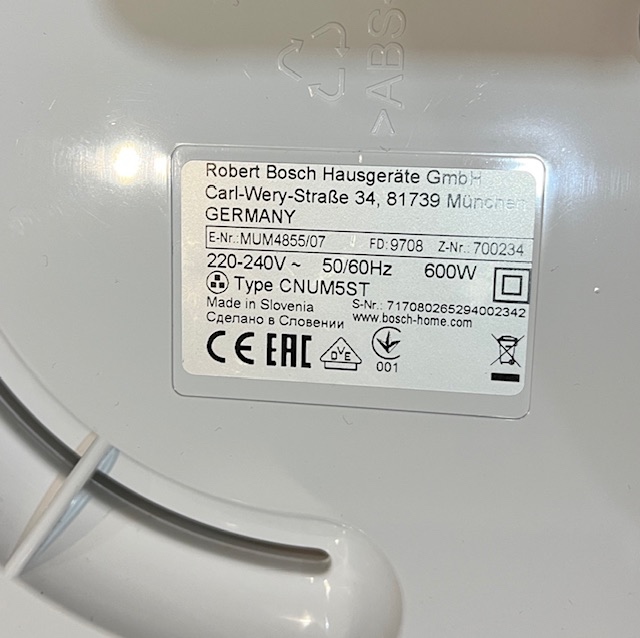 >ABS<
Robert Bosch Hausgeräte GmbH
Carl-Wery-Straße 34, 81739 München
GERMANY
E-Nr.: MUM4855/07 FD: 9708 Z-Nr.: 700234
220-240V ~ 50/60Hz 600W
Type CNUM5ST
Made in Slovenia S-Nr.: 717080265294002342
Сделано в Словении www.bosch-home.com
CE EAC DVE 001